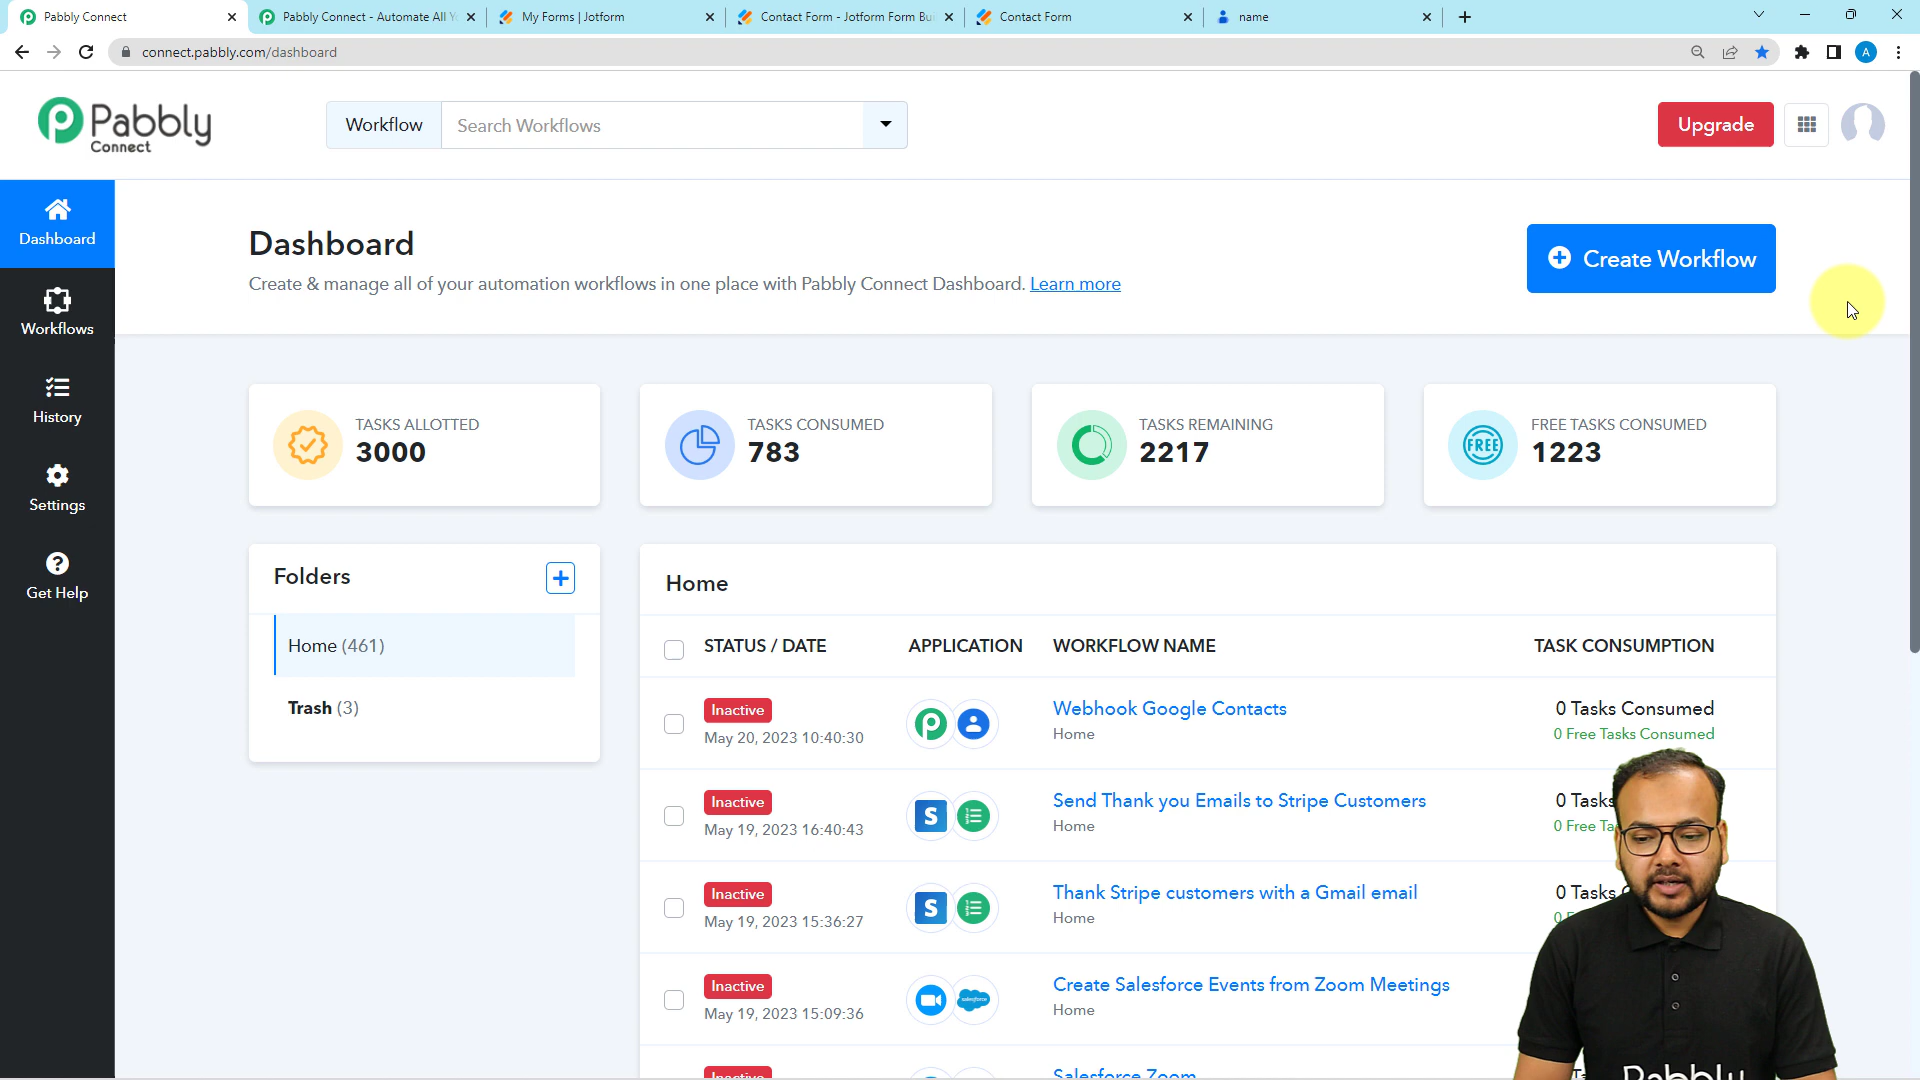 Pabbly Connect
Pabbly Connect - Automate All Y
My Forms | Jotform
Contact Form - Jotform Form Bu
Contact Form
name
connect.pabbly.com/dashboard
A
Pabbly
Connect
Workflow
Search Workflows
Upgrade
Dashboard
Workflows
History
Settings
Get Help
Dashboard
Create & manage all of your automation workflows in one place with Pabbly Connect Dashboard. Learn more
Create Workflow
TASKS ALLOTTED
3000
TASKS CONSUMED
783
TASKS REMAINING
2217
FREE
FREE TASKS CONSUMED
1223
Folders
Home (461)
Trash (3)
Home
STATUS / DATE APPLICATION WORKFLOW NAME TASK CONSUMPTION
Inactive
May 20, 2023 10:40:30
Webhook Google Contacts
Home
0 Tasks Consumed
0 Free Tasks Consumed
Inactive
May 19, 2023 16:40:43
S
Send Thank you Emails to Stripe Customers
Home
0 Tasks
0 Free
Inactive
May 19, 2023 15:36:27
S
Thank Stripe customers with a Gmail email
Home
0 Tasks
Inactive
May 19, 2023 15:09:36
salesforce
Create Salesforce Events from Zoom Meetings
Home
Inactive
Salesforce Zoom
Pabbly